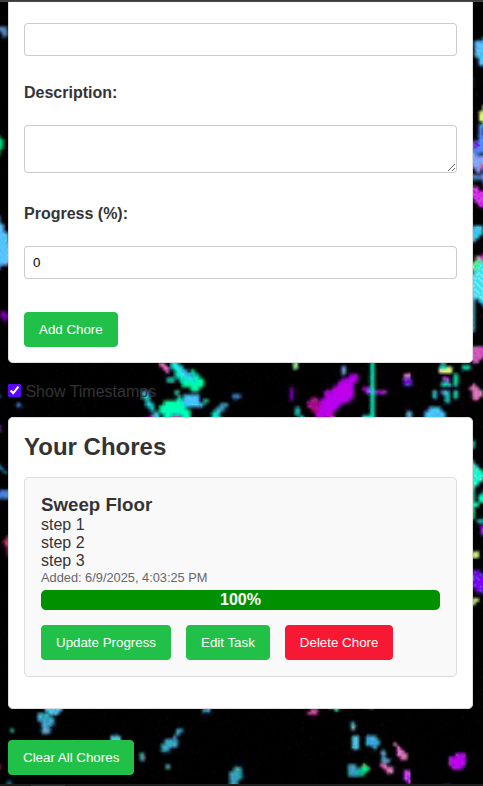 Description:
Progress (%):
0
Add Chore
Show Timestamps
Your Chores
Sweep Floor
step 1
step 2
step 3
Added: 6/9/2025, 4:03:25 PM
100%
Update Progress Edit Task Delete Chore
Clear All Chores